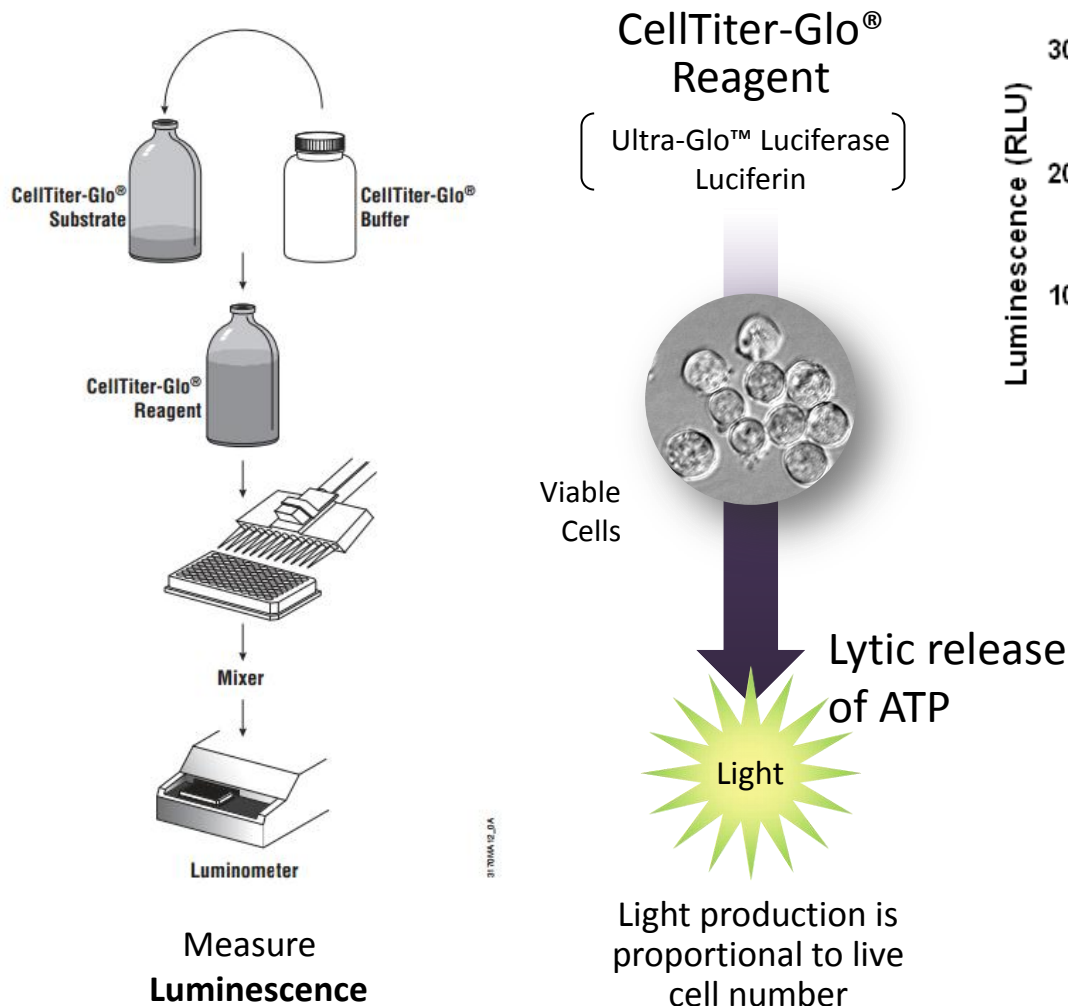 CellTiter-Glo®
Substrate
CellTiter-Glo®
Buffer
CellTiter-Glo®
Reagent
Mixer
Luminometer
3170MA12_0A
Measure
Luminescence
CellTiter-Glo®
Reagent
Ultra-Glo™ Luciferase
Luciferin
Viable
Cells
Lytic release
of ATP
Light
Light production is
proportional to live
cell number
Luminescence (RLU)